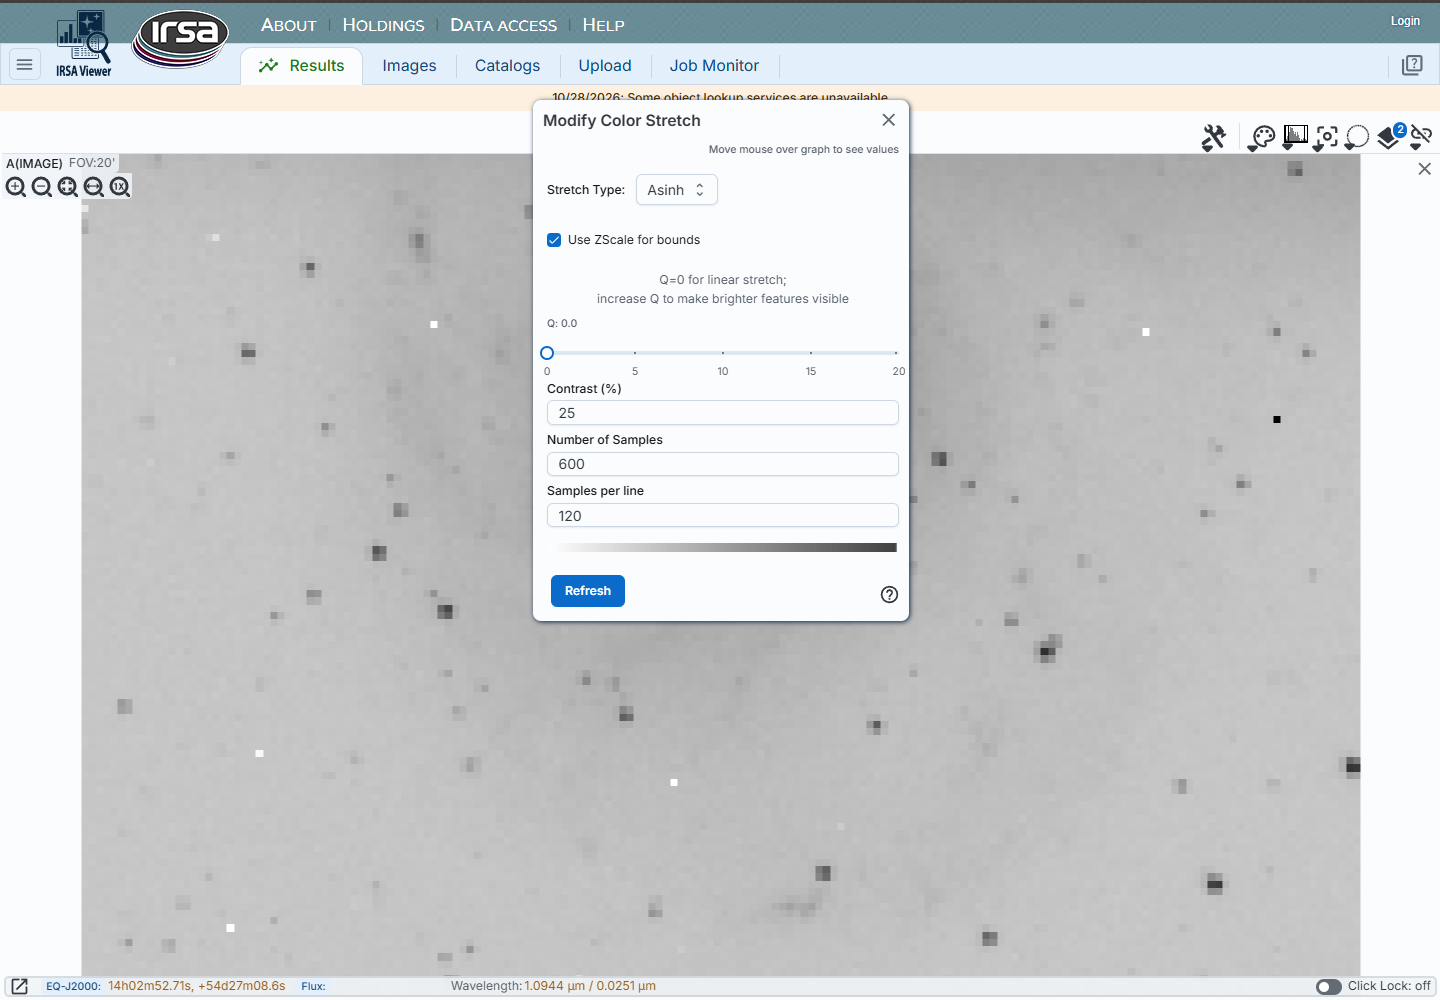 ABOUT
HOLDINGS
DATA ACCESS
HELP
Login
irsa
IRSA Viewer
Results
Images
Catalogs
Upload
Job Monitor
10/28/2026: Some object lookup services are unavailable
2
A(IMAGE) FOV:20'
1X
Modify Color Stretch
Move mouse over graph to see values
Stretch Type: Asinh
Use ZScale for bounds
Q=0 for linear stretch;
increase Q to make brighter features visible
Q: 0.0
0 5 10 15 20
Contrast (%)
25
Number of Samples
600
Samples per line
120
Refresh
EQ-J2000: 14h02m52.71s, +54d27m08.6s Flux: Wavelength: 1.0944 μm / 0.0251 μm Click Lock: off